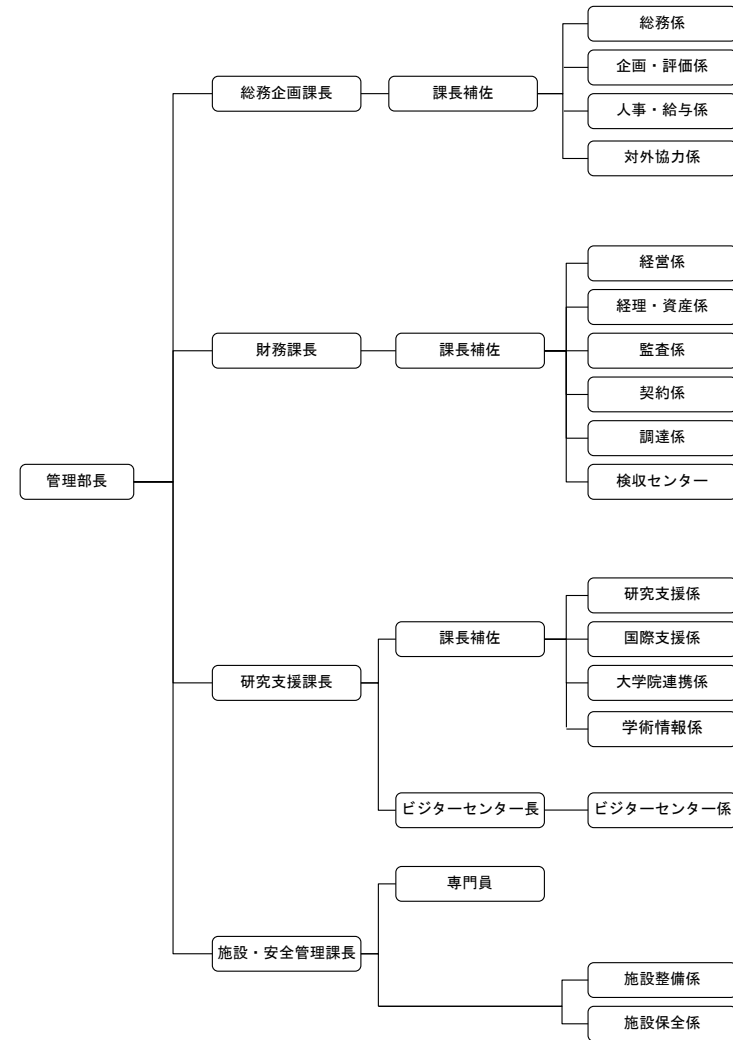 管理部長
総務企画課長
課長補佐
総務係
企画・評価係
人事・給与係
対外協力係
財務課長
課長補佐
経営係
経理・資産係
監査係
契約係
調達係
検収センター
研究支援課長
課長補佐
研究支援係
国際支援係
大学院連携係
学術情報係
ビジターセンター長
ビジターセンター係
施設・安全管理課長
専門員
施設整備係
施設保全係